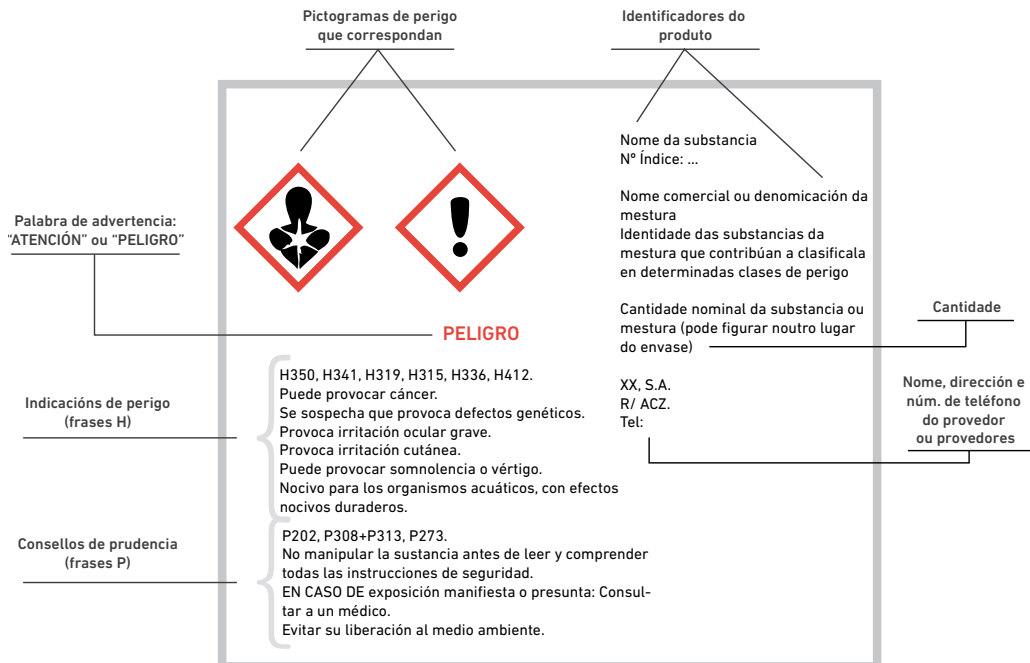 Pictogramas de perigo
que correspondan
Identificadores do
produto
Nome da substancia
Nº Índice: ...
Nome comercial ou denomicación da
mestura
Identidade das substancias da
mestura que contribúan a clasificala
en determinadas clases de perigo
Palabra de advertencia:
"ATENCIÓN" ou “PELIGRO”
Cantidade nominal da substancia ou
mestura (pode figurar noutro lugar
do envase)
Cantidade
PELIGRO
H350, H341, H319, H315, H336, H412.
Puede provocar cáncer.
Se sospecha que provoca defectos genéticos.
Provoca irritación ocular grave.
Provoca irritación cutánea.
Puede provocar somnolencia o vértigo.
Nocivo para los organismos acuáticos, con efectos
nocivos duraderos.
Indicacións de perigo
(frases H)
XX, S.A.
R/ ACZ.
Tel:
Nome, dirección e
núm. de teléfono
do provedor
ou provedores
P202, P308+P313, P273.
No manipular la sustancia antes de leer y comprender
todas las instrucciones de seguridad.
EN CASO DE exposición manifiesta o presunta: Consul-
tar a un médico.
Evitar su liberación al medio ambiente.
Consellos de prudencia
(frases P)